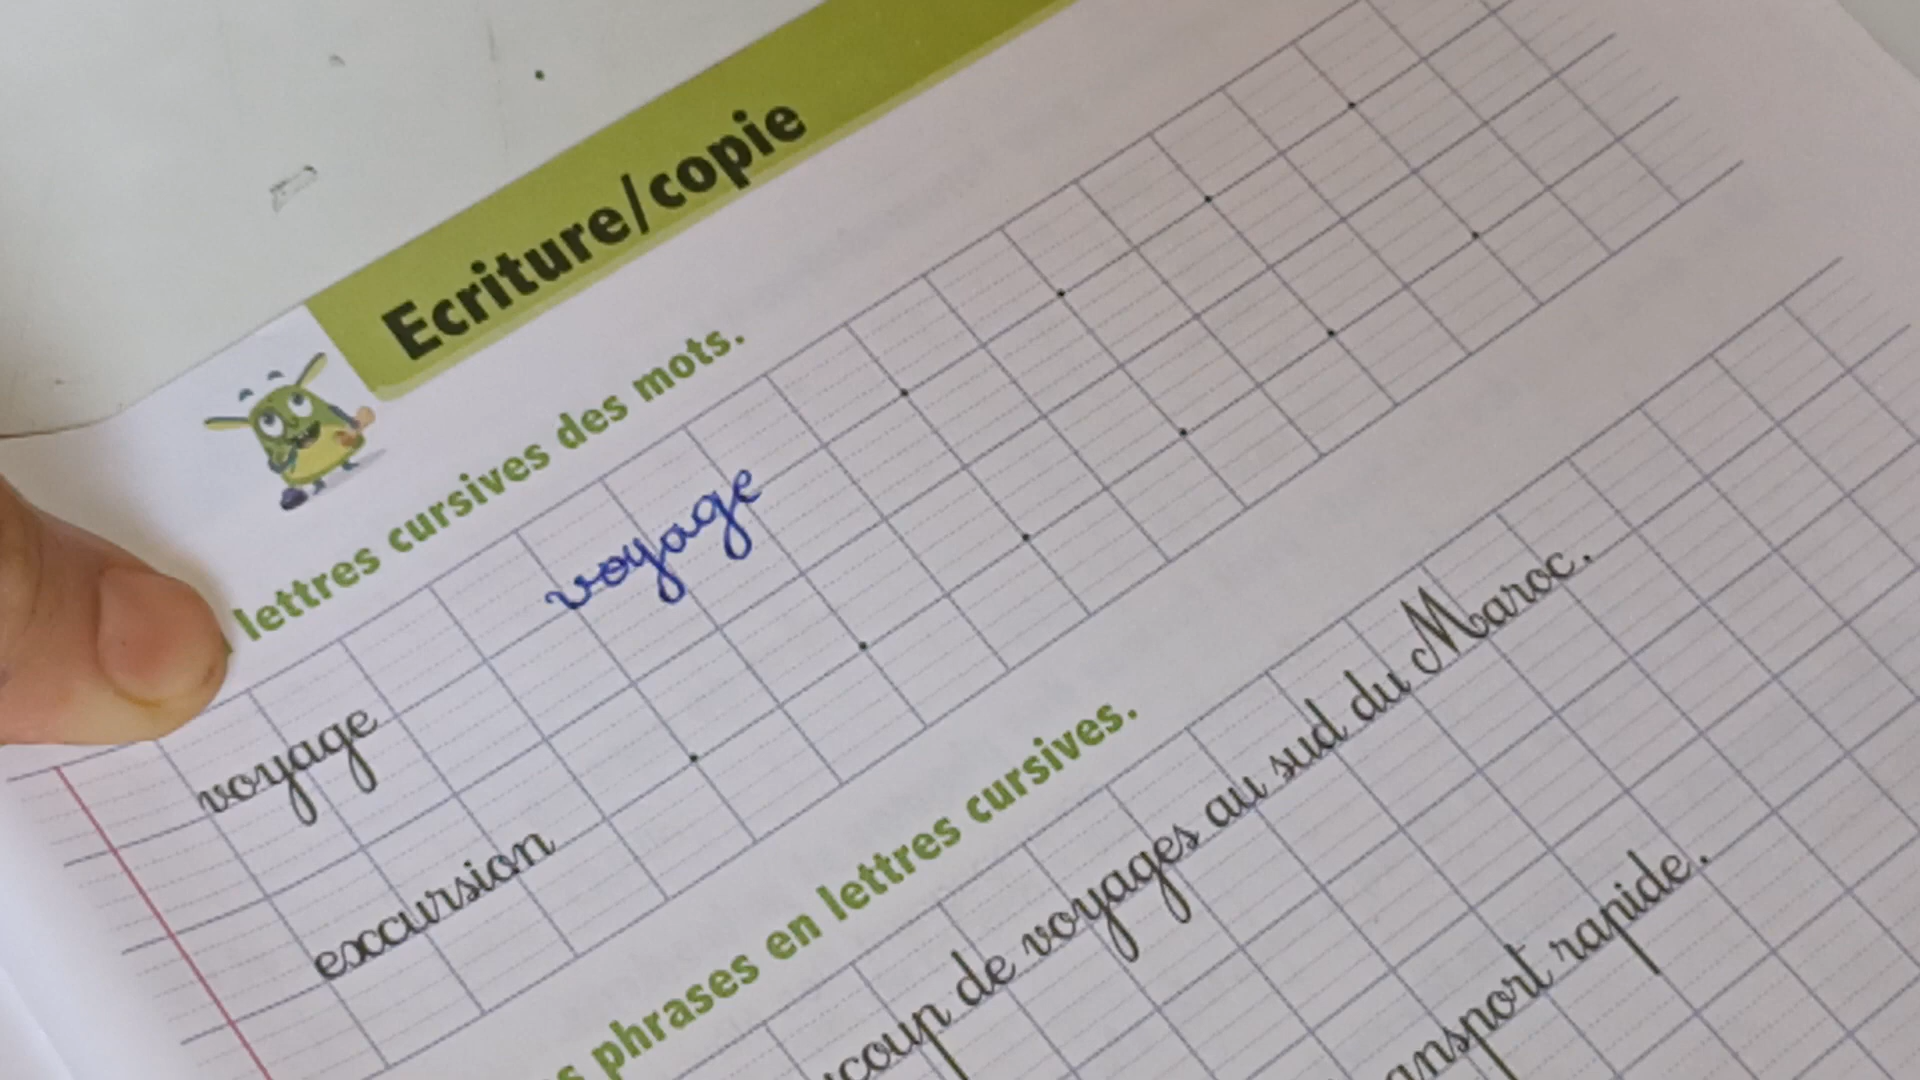 Ecriture/copie
lettres cursives des mots.
voyage voyage
excursion
phrases en lettres cursives.
de voyages au sud du Maroc.
rapide.